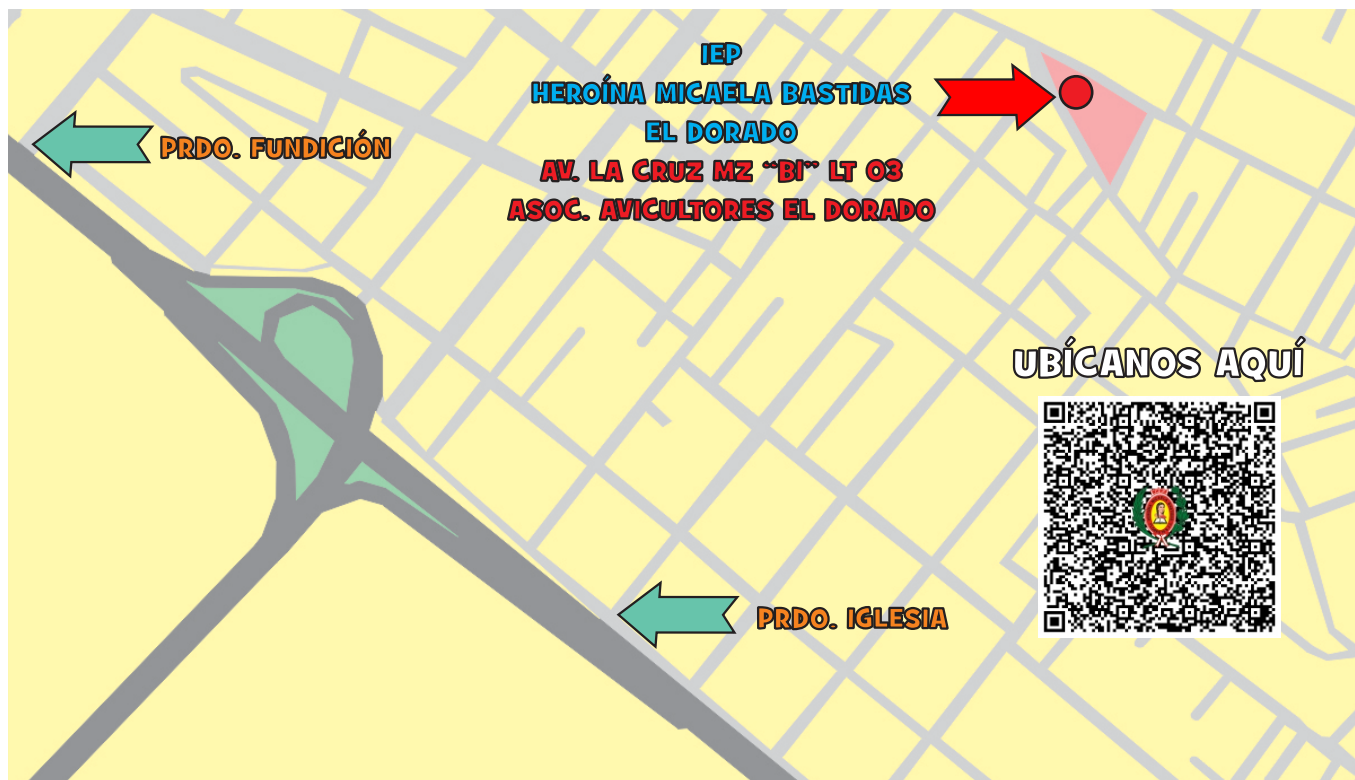 IEP
HEROÍNA MICAELA BASTIDAS
EL DORADO
AV. LA CRUZ MZ “BI” LT 03
ASOC. AVICULTORES EL DORADO
PRDO. FUNDICIÓN
UBÍCANOS AQUÍ
PRDO. IGLESIA